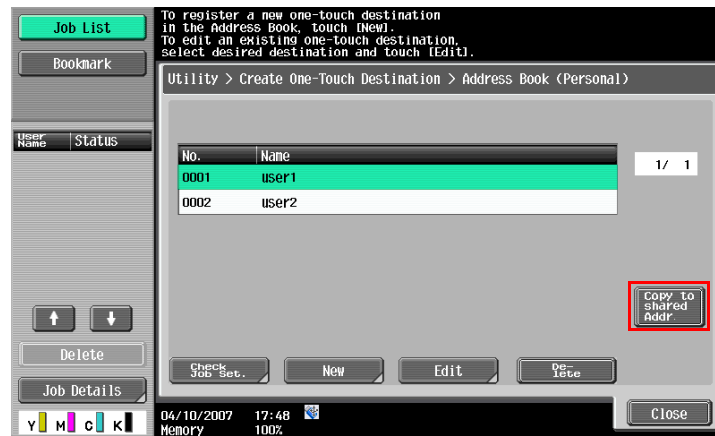 Job List
Bookmark
To register a new one-touch destination
in the Address Book, touch [New].
To edit an existing one-touch destination,
select desired destination and touch [Edit].
Utility > Create One-Touch Destination > Address Book (Personal)
User
Name
Status
No. Name
0001 user1
0002 user2
1/ 1
Copy to
shared
Addr.
Delete
Job Details
Check
Job Set.
New
Edit
De-
lete
Y M C K
04/10/2007 17:48
Memory 100%
Close